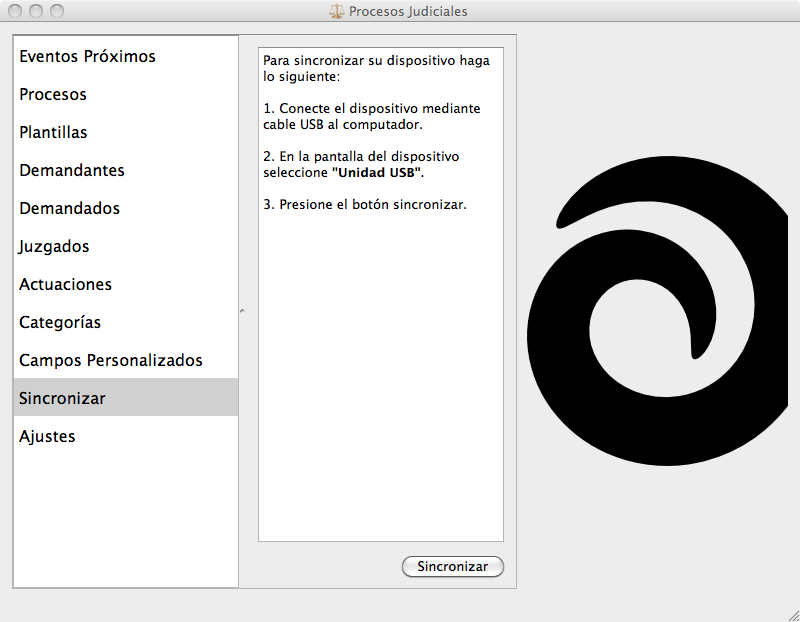 Procesos Judiciales
Eventos Próximos
Procesos
Plantillas
Demandantes
Demandados
Juzgados
Actuaciones
Categorías
Campos Personalizados
Sincronizar
Ajustes
Para sincronizar su dispositivo haga
lo siguiente:
1. Conecte el dispositivo mediante
cable USB al computador.
2. En la pantalla del dispositivo
seleccione "Unidad USB".
3. Presione el botón sincronizar.
Sincronizar